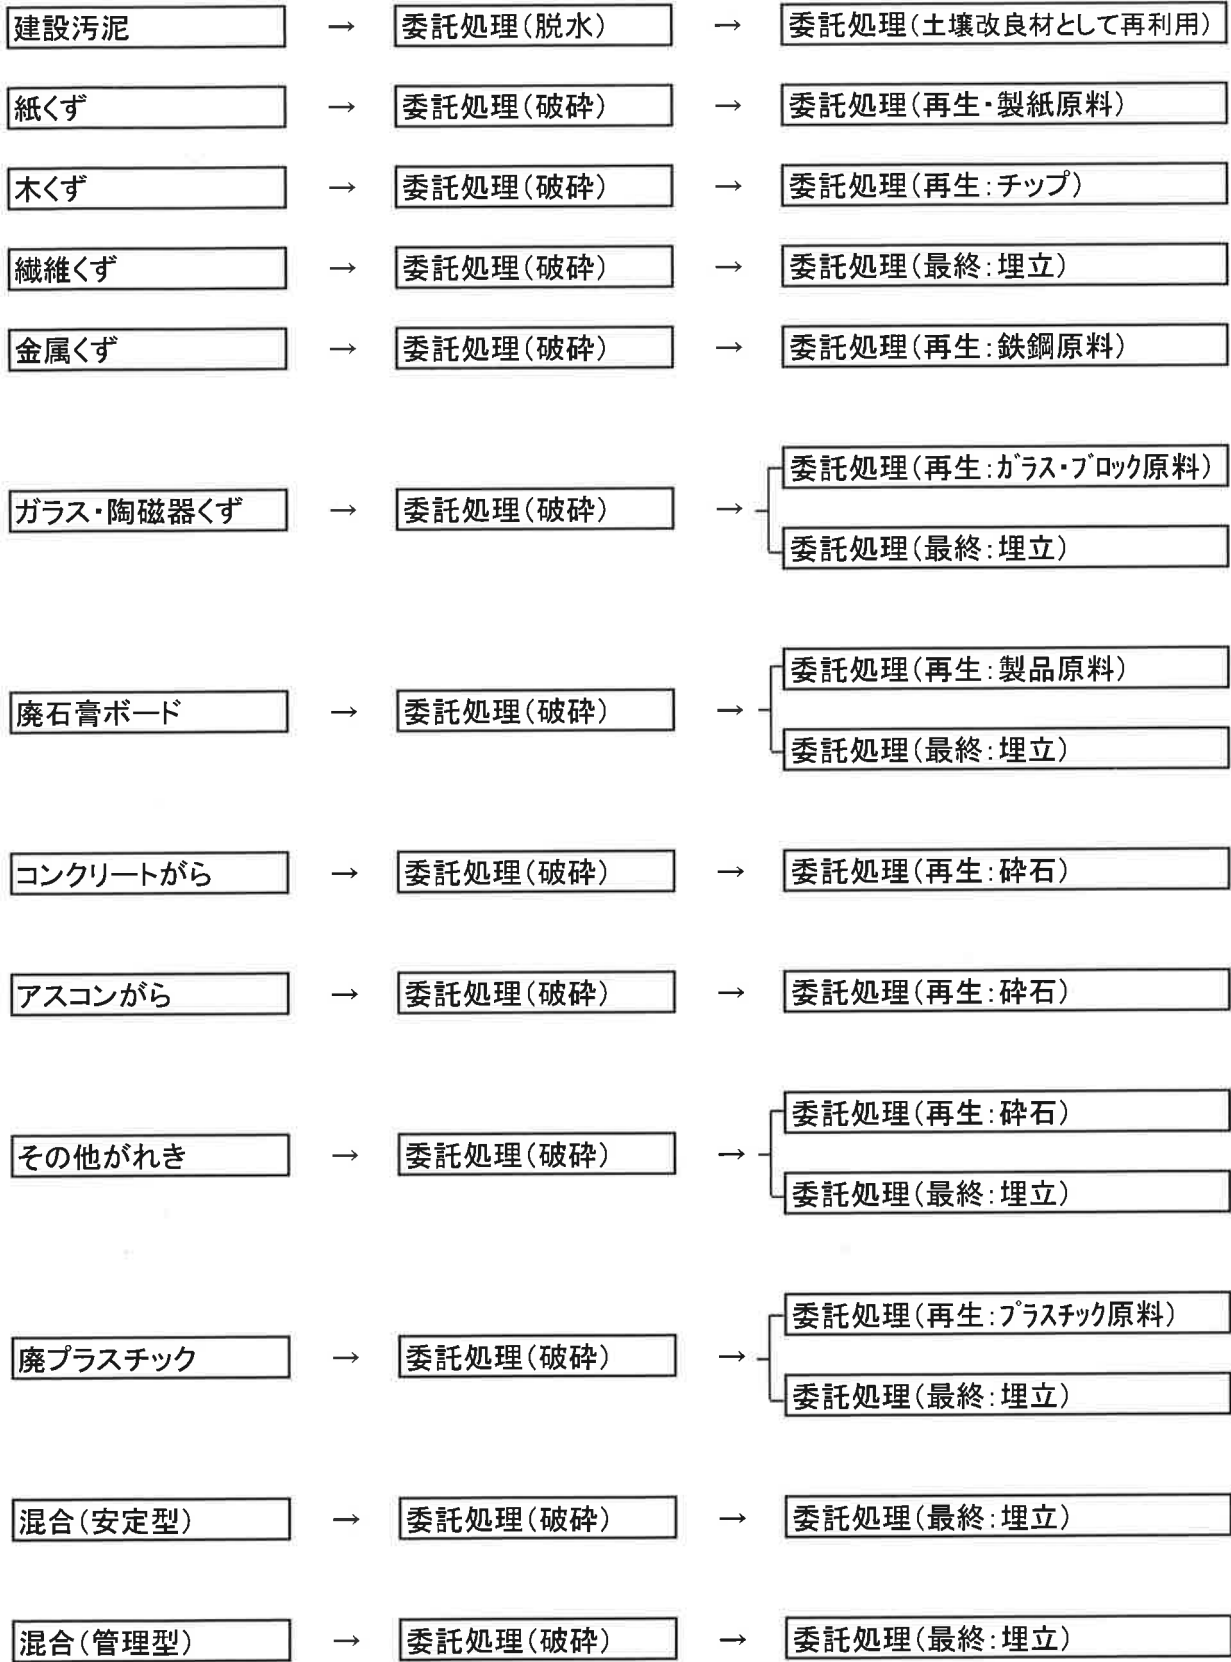 建設汚泥 → 委託処理(脱水) → 委託処理(土壌改良材として再利用)
紙くず → 委託処理(破砕) → 委託処理(再生・製紙原料)
木くず → 委託処理(破砕) → 委託処理(再生:チップ)
繊維くず → 委託処理(破砕) → 委託処理(最終:埋立)
金属くず → 委託処理(破砕) → 委託処理(再生:鉄鋼原料)
委託処理(再生:ガラス・ブロック原料)
ガラス・陶磁器くず → 委託処理(破砕) →
委託処理(最終:埋立)
委託処理(再生:製品原料)
廃石膏ボード → 委託処理(破砕) →
委託処理(最終:埋立)
コンクリートがら → 委託処理(破砕) → 委託処理(再生:砕石)
アスコンがら → 委託処理(破砕) → 委託処理(再生:砕石)
委託処理(再生:砕石)
その他がれき → 委託処理(破砕) →
委託処理(最終:埋立)
委託処理(再生:プラスチック原料)
廃プラスチック → 委託処理(破砕) →
委託処理(最終:埋立)
混合(安定型) → 委託処理(破砕) → 委託処理(最終:埋立)
混合(管理型) → 委託処理(破砕) → 委託処理(最終:埋立)